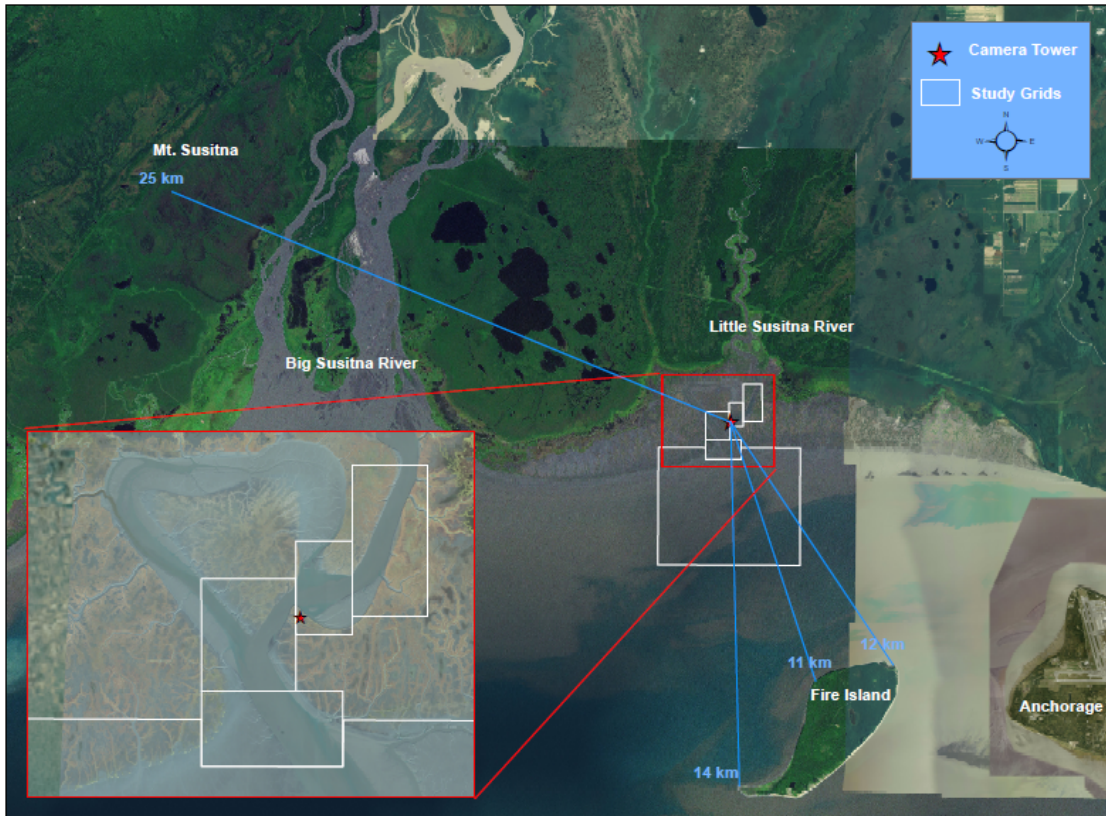 Camera Tower
Study Grids
N
W
E
S
Mt. Susitna
25 km
Little Susitna River
Big Susitna River
11 km
12 km
Fire Island
Anchorage
14 km